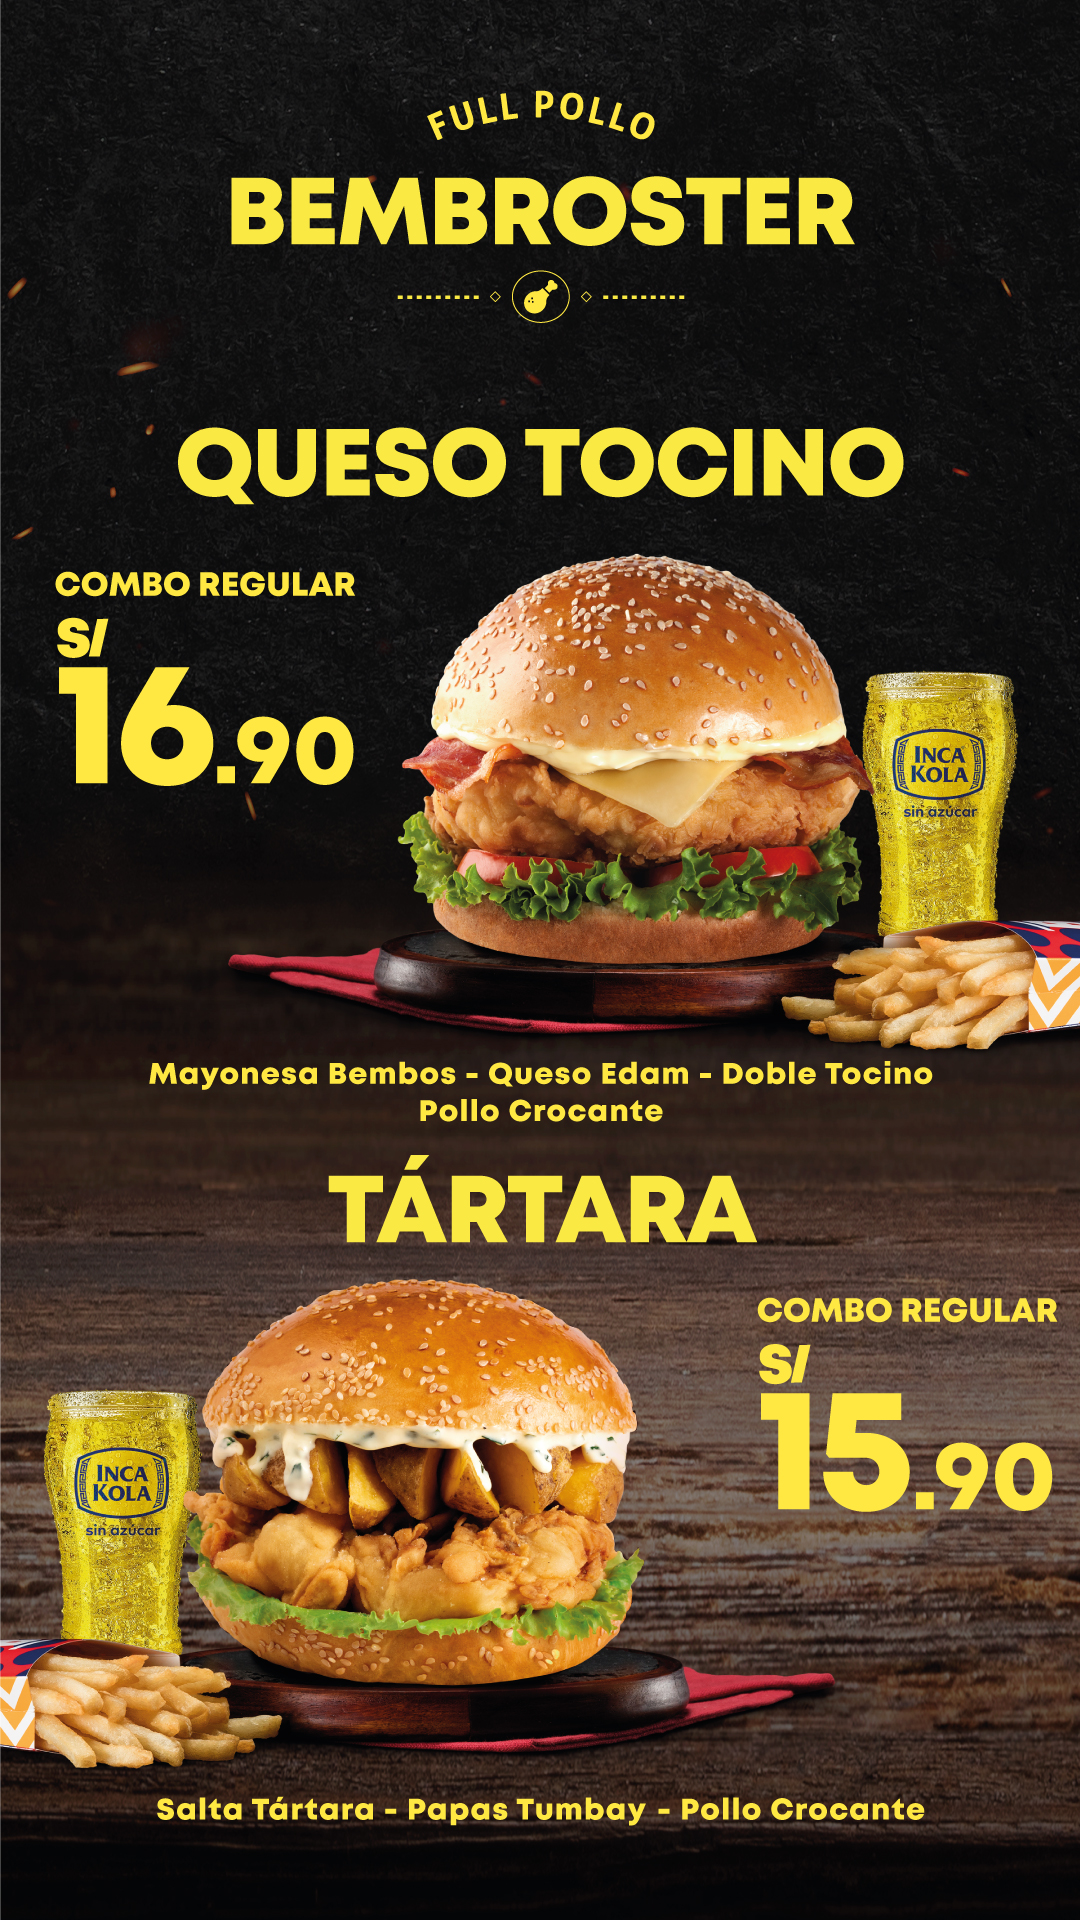 FULL POLLO
BEMBROSTER
QUESO TOCINO
COMBO REGULAR
S/
16.90
INCA
KOLA
sin azúcar
Mayonesa Bembos - Queso Edam - Doble Tocino
Pollo Crocante
TÁRTARA
COMBO REGULAR
S/
15.90
INCA
KOLA
sin azúcar
Salta Tártara - Papas Tumbay - Pollo Crocante